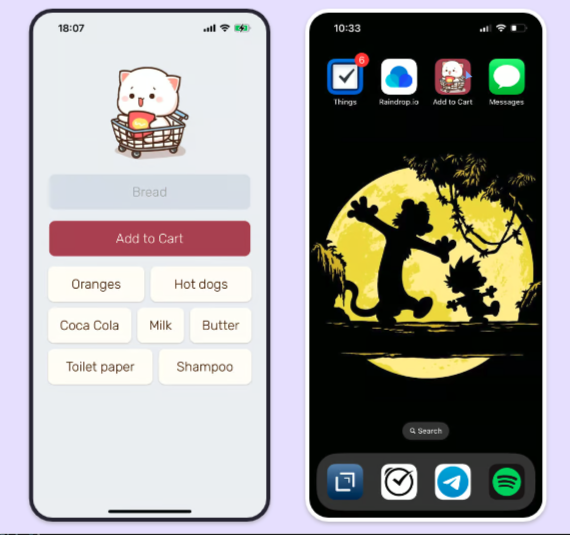 18:07
Bread
Add to Cart
Oranges
Hot dogs
Coca Cola
Milk
Butter
Toilet paper
Shampoo
10:33
6
Things
Raindrop.io
Add to Cart
Messages
Search